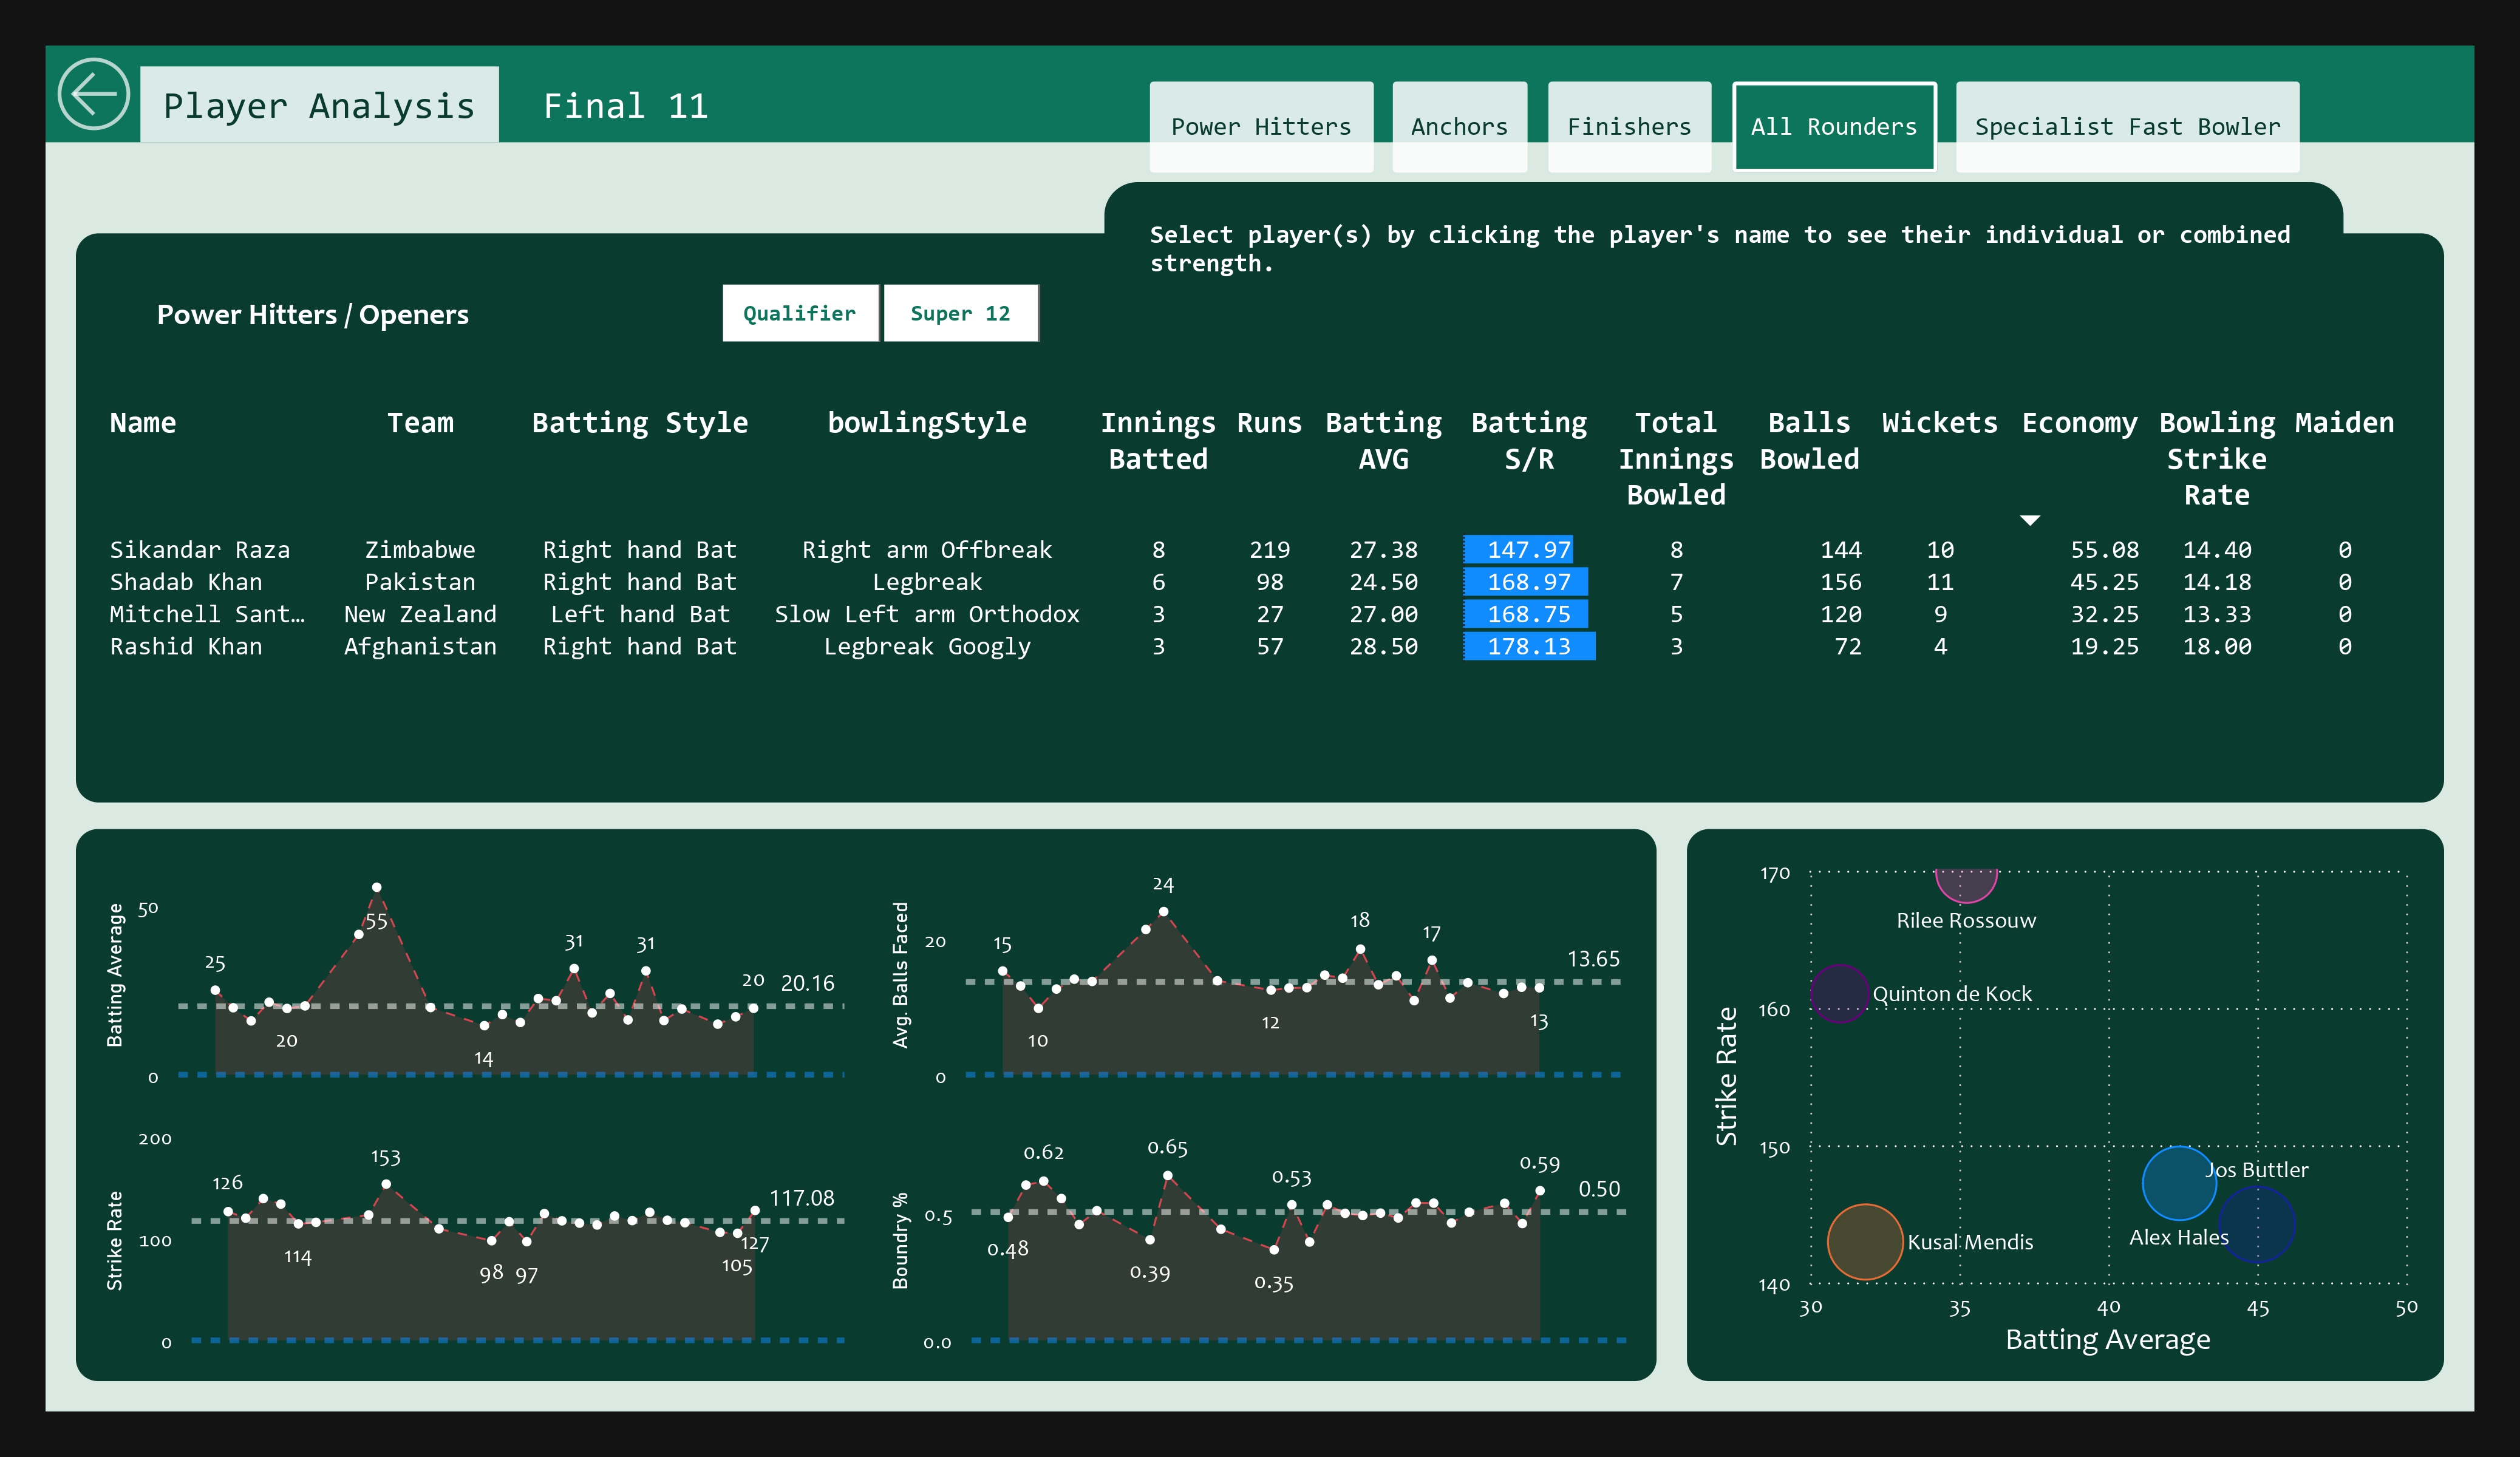 Player Analysis
Final 11
Power Hitters
Anchors
Finishers
All Rounders
Specialist Fast Bowler
Select player(s) by clicking the player's name to see their individual or combined
strength.
Power Hitters / Openers
Qualifier
Super 12
Name Team Batting Style bowlingStyle Innings Runs Batting Batting Total Balls Wickets Economy Bowling Maiden
Batted AVG S/R Innings Bowled Strike
Bowled Rate
Sikandar Raza Zimbabwe Right hand Bat Right arm Offbreak 8 219 27.38 147.97 8 144 10 55.08 14.40 0
Shadab Khan Pakistan Right hand Bat Legbreak 6 98 24.50 168.97 7 156 11 45.25 14.18 0
Mitchell Sant… New Zealand Left hand Bat Slow Left arm Orthodox 3 27 27.00 168.75 5 120 9 32.25 13.33 0
Rashid Khan Afghanistan Right hand Bat Legbreak Googly 3 57 28.50 178.13 3 72 4 19.25 18.00 0
Batting Average
50
0
25
20
55
14
31
31
20
20.16
Avg. Balls Faced
20
0
15
10
24
12
18
17
13
13.65
Strike Rate
200
100
0
126
114
153
98
97
105
127
117.08
Boundry %
0.5
0.0
0.48
0.62
0.39
0.65
0.35
0.53
0.59
0.50
Strike Rate
170
160
150
140
Rilee Rossouw
Quinton de Kock
Jos Buttler
Alex Hales
Kusal Mendis
30 35 40 45 50
Batting Average